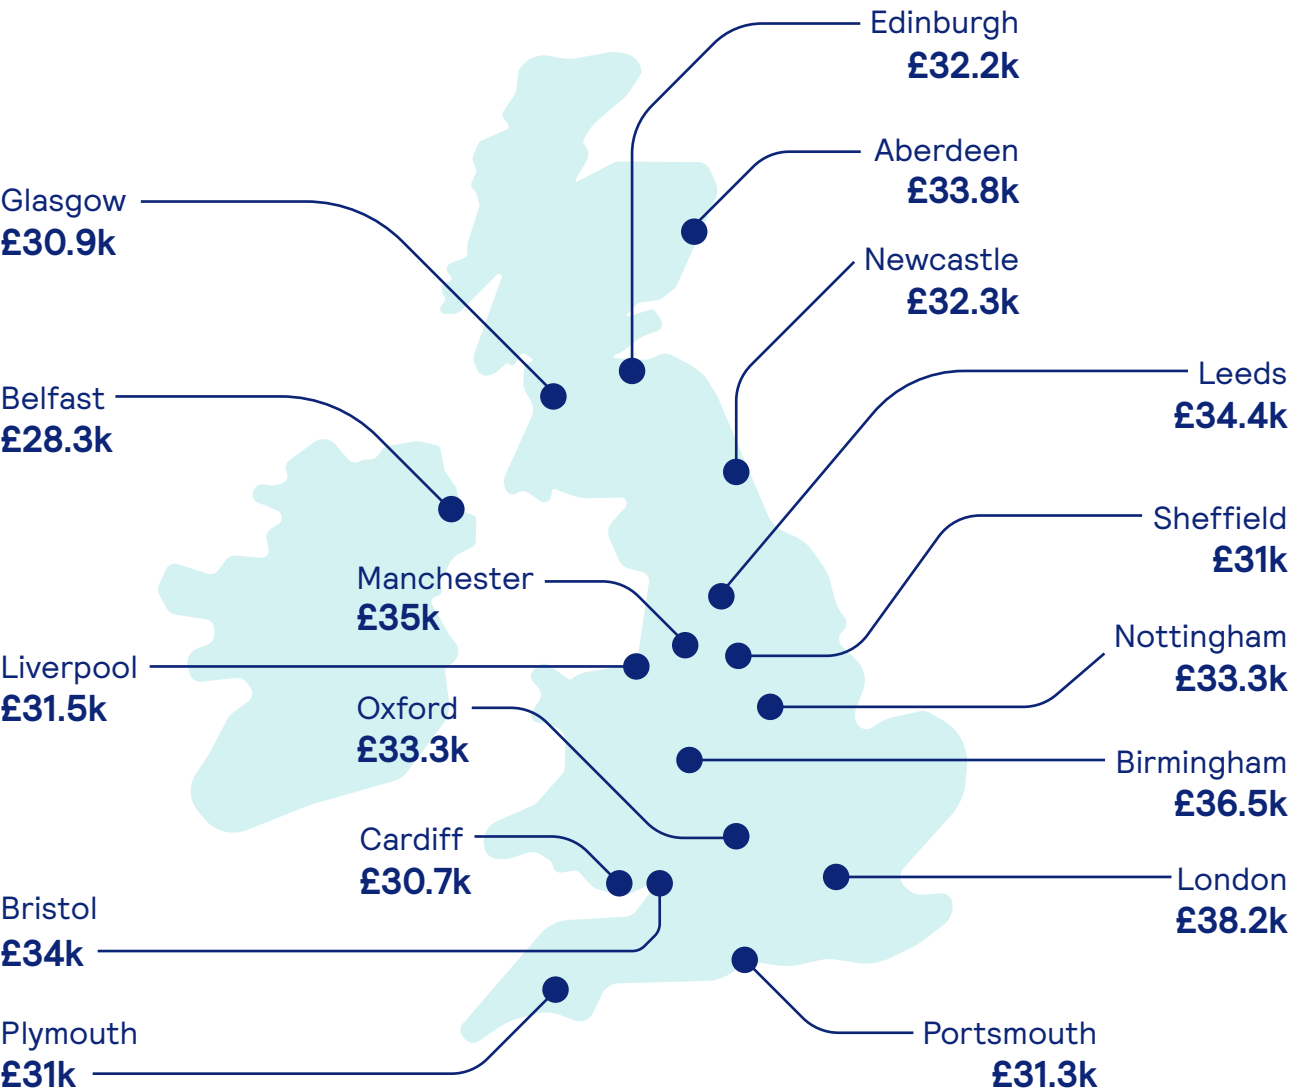 Edinburgh
£32.2k
Aberdeen
£33.8k
Glasgow
£30.9k
Newcastle
£32.3k
Leeds
£34.4k
Belfast
£28.3k
Sheffield
£31k
Manchester
£35k
Nottingham
£33.3k
Liverpool
£31.5k
Oxford
£33.3k
Birmingham
£36.5k
Cardiff
£30.7k
London
£38.2k
Bristol
£34k
Plymouth
£31k
Portsmouth
£31.3k